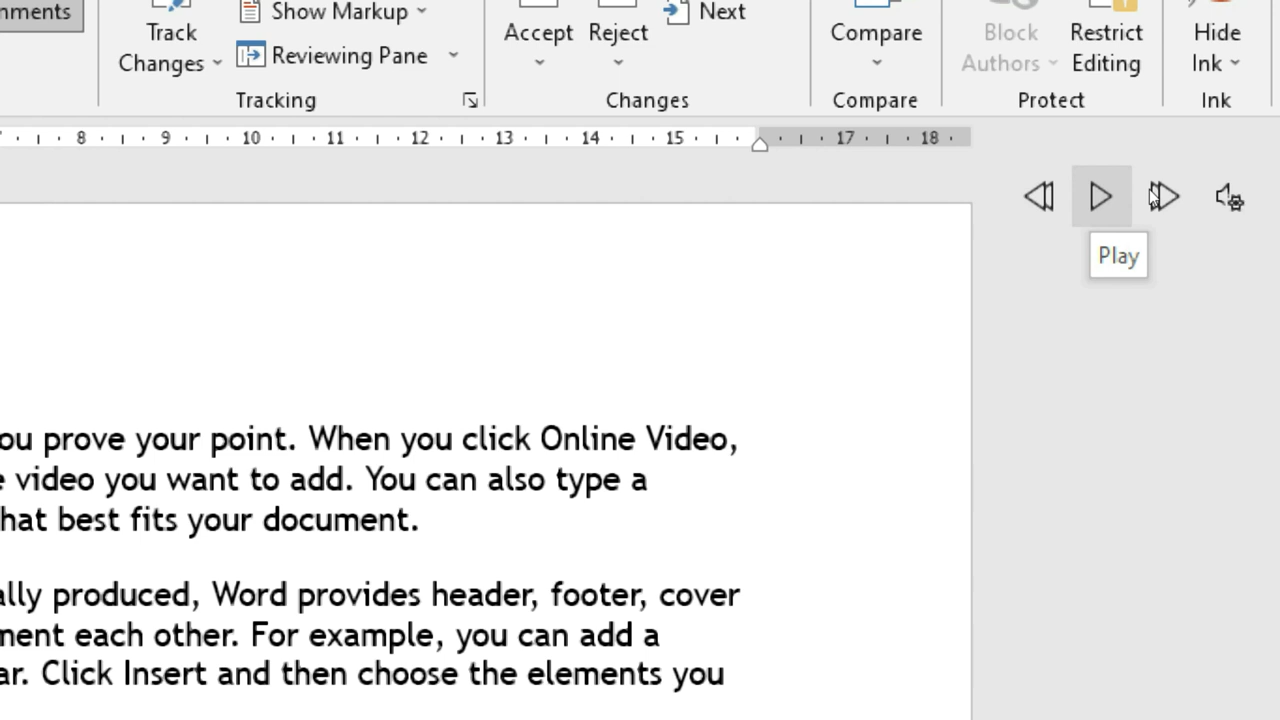 nments
Show Markup
Next
Track
Changes
Reviewing Pane
Accept
Reject
Compare
Block
Authors
Restrict
Editing
Hide
Ink
Tracking
Changes
Compare
Protect
Ink
8 9 10 11 12 13 14 15 17 18
Play
ou prove your point. When you click Online Video,
e video you want to add. You can also type a
hat best fits your document.
ally produced, Word provides header, footer, cover
ment each other. For example, you can add a
ar. Click Insert and then choose the elements you